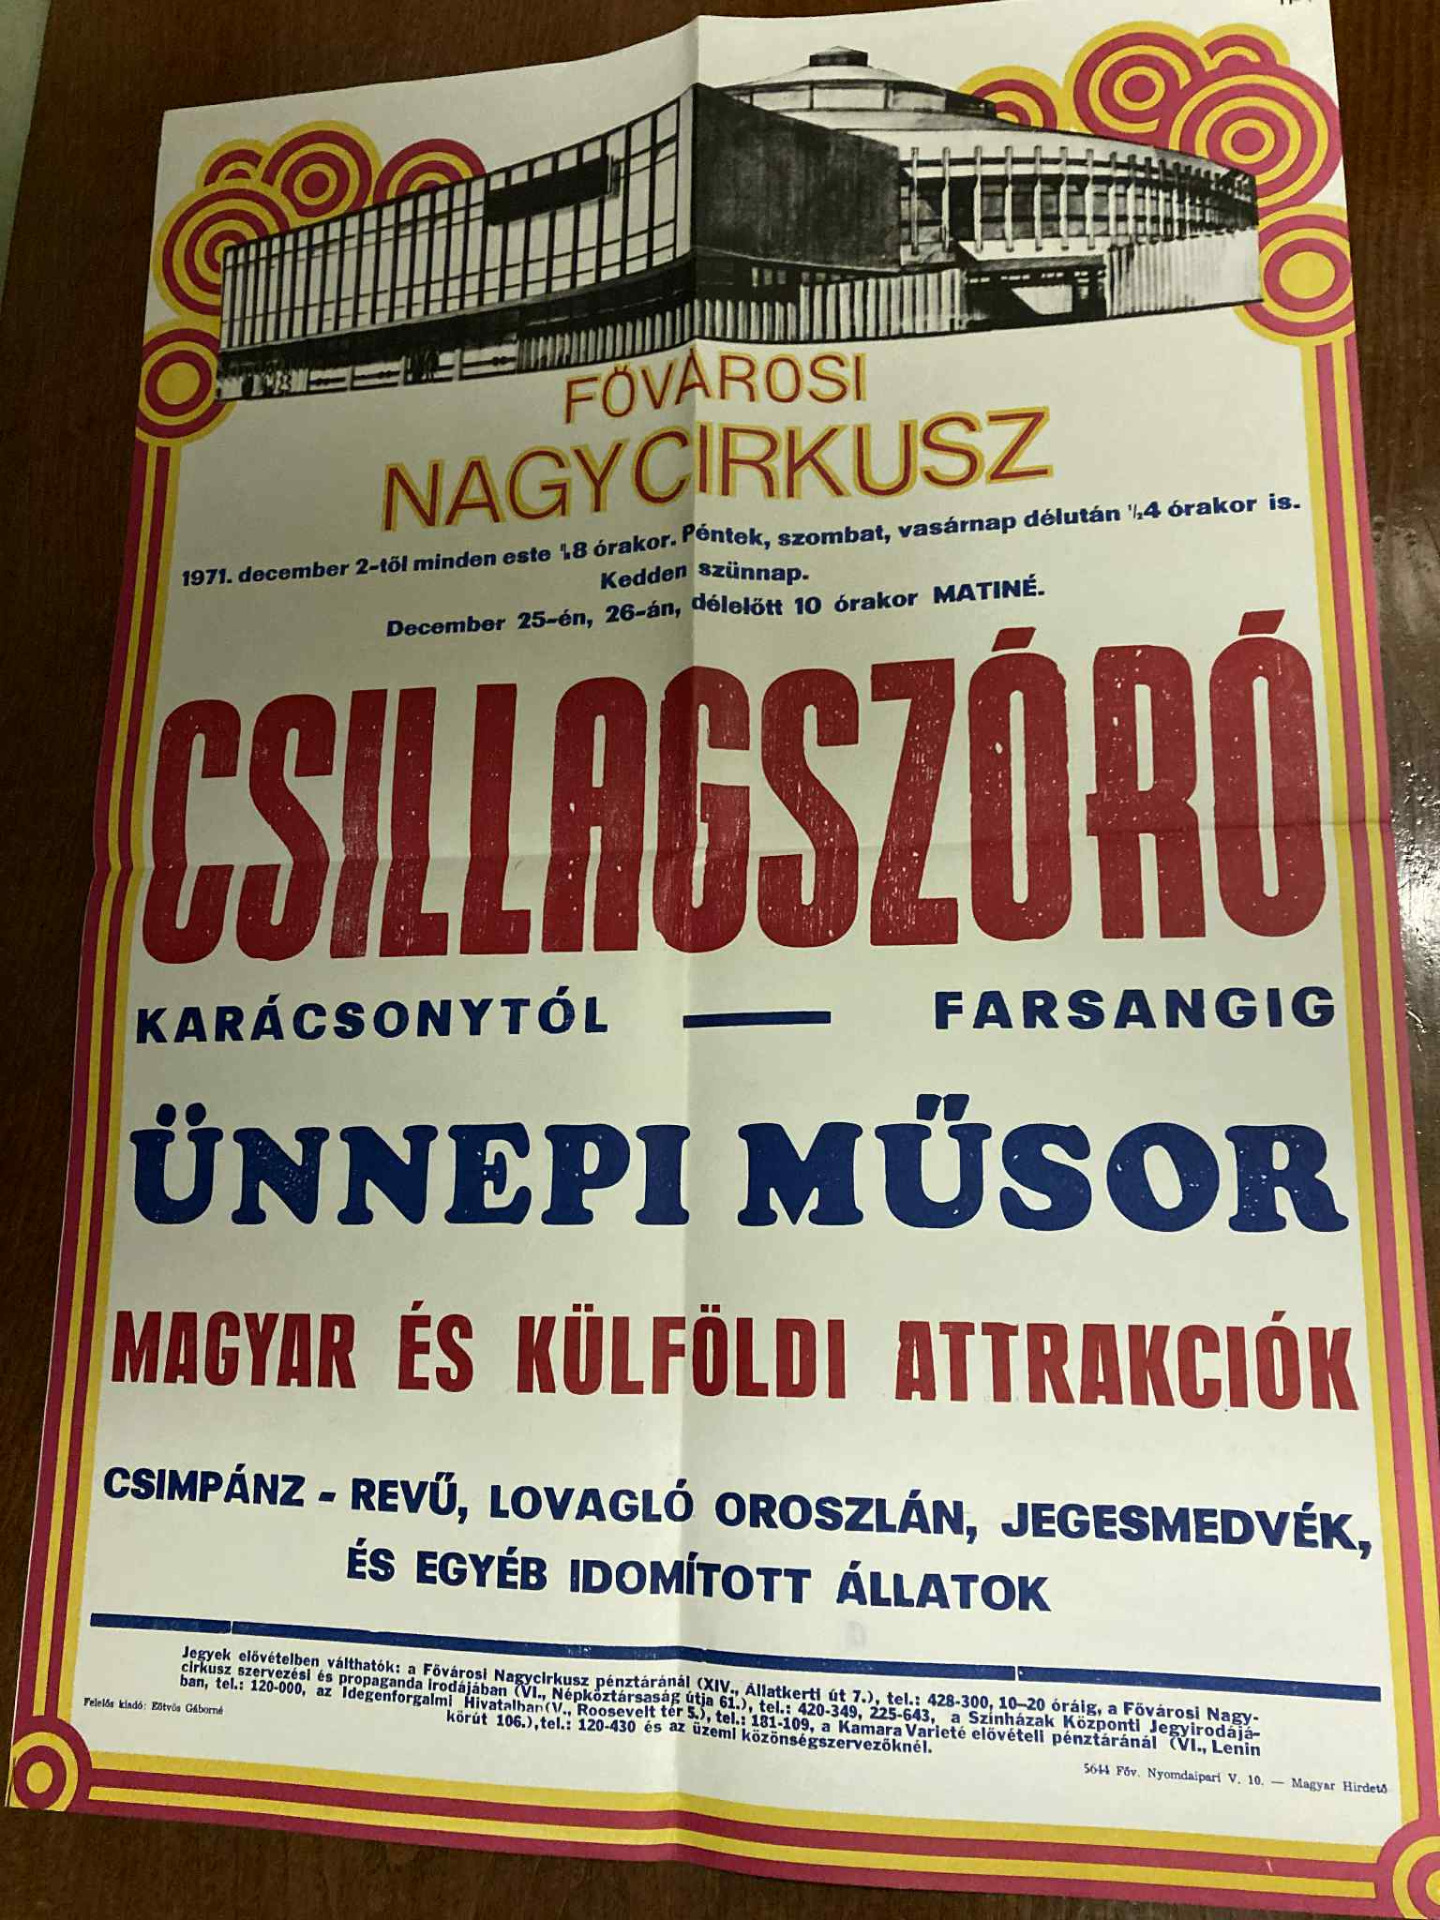 FŐVÁROSI
NAGYCIRKUSZ
1971. december 2-től minden este ½8 órakor. Péntek, szombat, vasárnap délután ½4 órakor is.
Kedden szünnap.
December 25-én, 26-án, délelőtt 10 órakor MATINÉ.
CSILLAGSZÓRÓ
KARÁCSONYTÓL — FARSANGIG
ÜNNEPI MŰSOR
MAGYAR ÉS KÜLFÖLDI ATTRAKCIÓK
CSIMPÁNZ - REVŰ, LOVAGLÓ OROSZLÁN, JEGESMEDVÉK,
ÉS EGYÉB IDOMÍTOTT ÁLLATOK
Jegyek elővételben válthatók: a Fővárosi Nagycirkusz pénztáránál (XIV., Állatkerti út 7.), tel.: 428-300, 10–20 óráig, a Fővárosi Nagy-
cirkusz szervezési és propaganda irodájában (VI., Népköztársaság útja 61.), tel.: 420-349, 225-643, a Színházak Központi Jegyirodájá-
ban, tel.: 120-000, az Idegenforgalmi Hivatalban (V., Roosevelt tér 5.), tel.: 181-109, a Kamara Varieté elővételi pénztáránál (VI., Lenin
körút 106.), tel.: 120-430 és az üzemi közönségszervezőknél.
Felelős kiadó: Eötvös Gáborné
5644 Főv. Nyomdaipari V. 10. — Magyar Hirdető